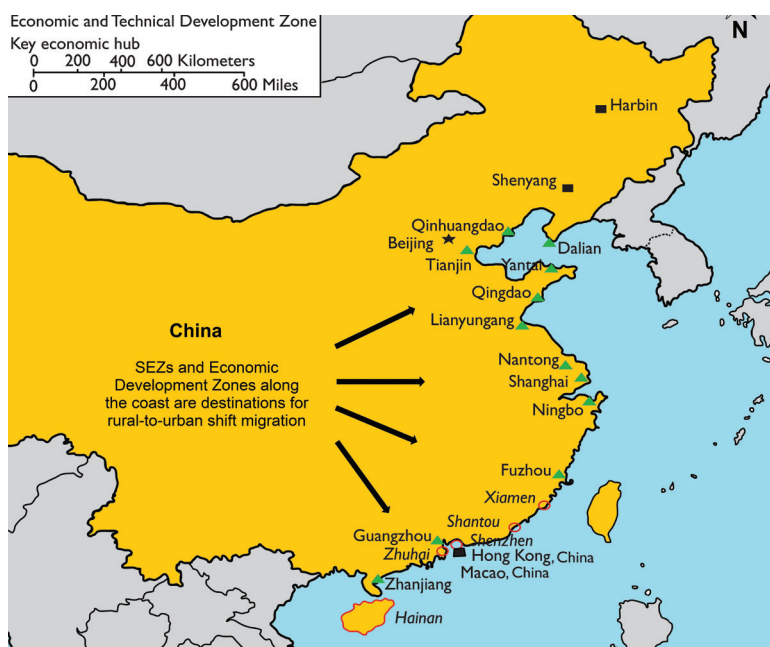 Economic and Technical Development Zone
Key economic hub
0 200 400 600 Kilometers
0 200 400 600 Miles
N
Harbin
Shenyang
Qinhuangdao
Beijing
Tianjin
Dalian
Yantai
Qingdao
Lianyungang
China
SEZs and Economic
Development Zones along
the coast are destinations for
rural-to-urban shift migration
Nantong
Shanghai
Ningbo
Fuzhou
Xiamen
Shantou
Guangzhou
Shenzhen
Zhuhai
Hong Kong, China
Macao, China
Zhanjiang
Hainan